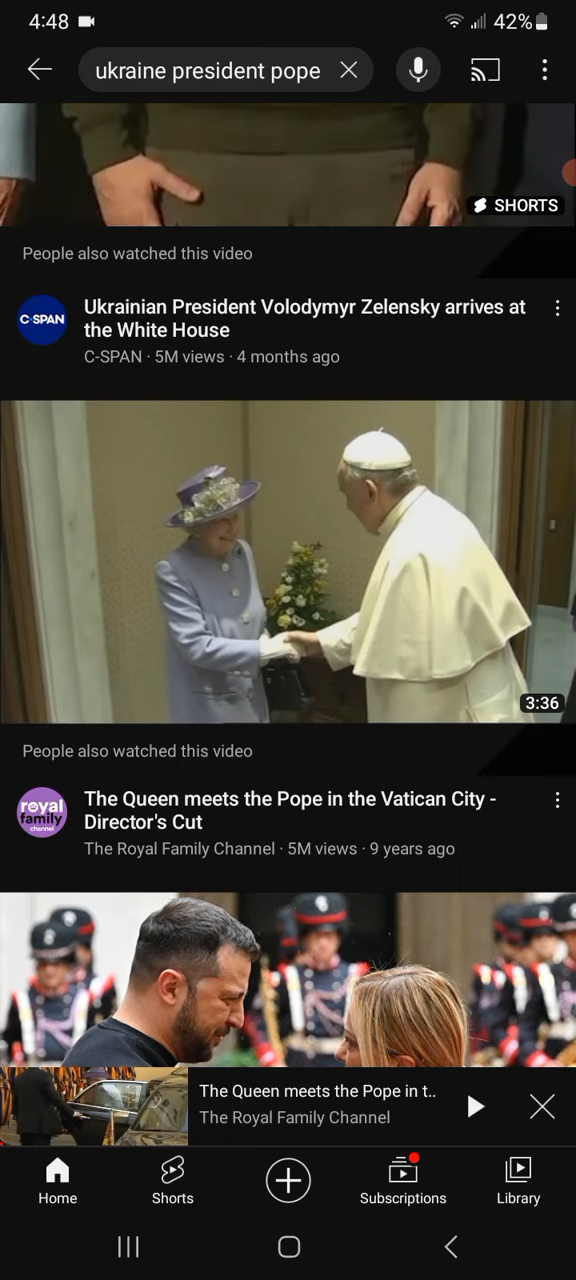 4:48
42%
ukraine president pope
SHORTS
People also watched this video
C-SPAN
Ukrainian President Volodymyr Zelensky arrives at
the White House
C-SPAN · 5M views · 4 months ago
3:36
People also watched this video
royal
family
channel
The Queen meets the Pope in the Vatican City -
Director's Cut
The Royal Family Channel · 5M views · 9 years ago
The Queen meets the Pope in t..
The Royal Family Channel
Home
Shorts
Subscriptions
Library